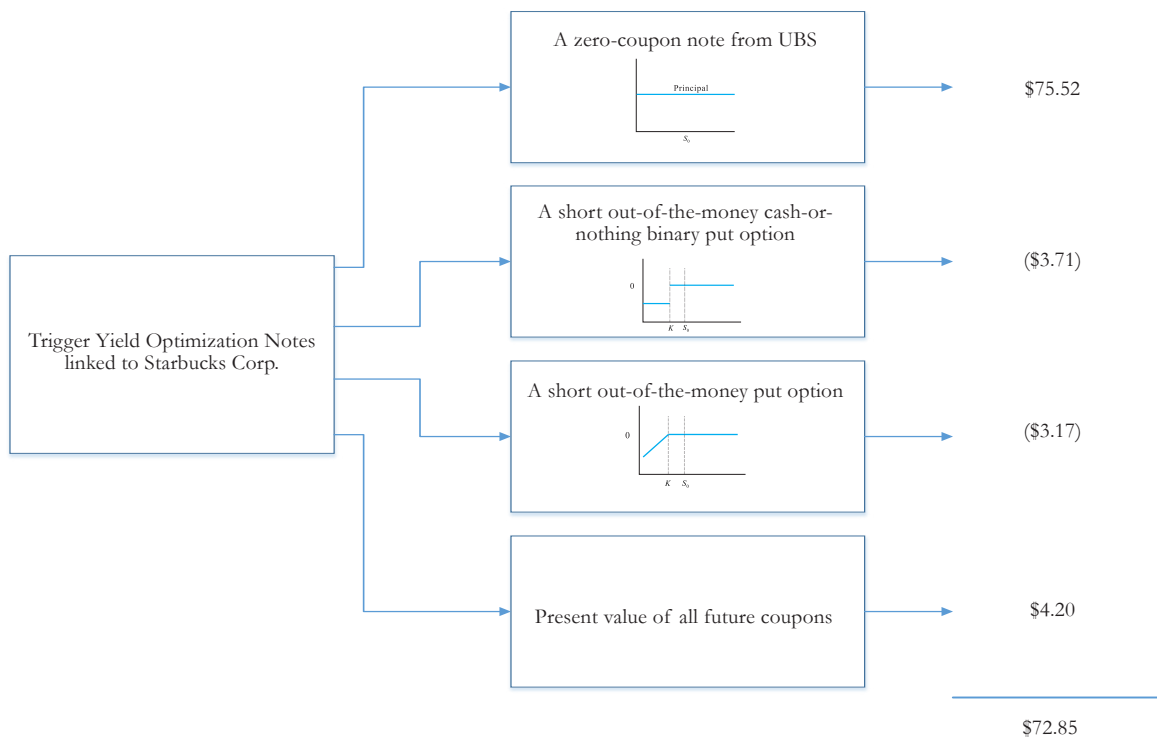 A zero-coupon note from UBS
Principal
S₀
$75.52
A short out-of-the-money cash-or-
nothing binary put option
0
K
S₀
($3.71)
Trigger Yield Optimization Notes
linked to Starbucks Corp.
A short out-of-the-money put option
0
K
S₀
($3.17)
Present value of all future coupons
$4.20
$72.85